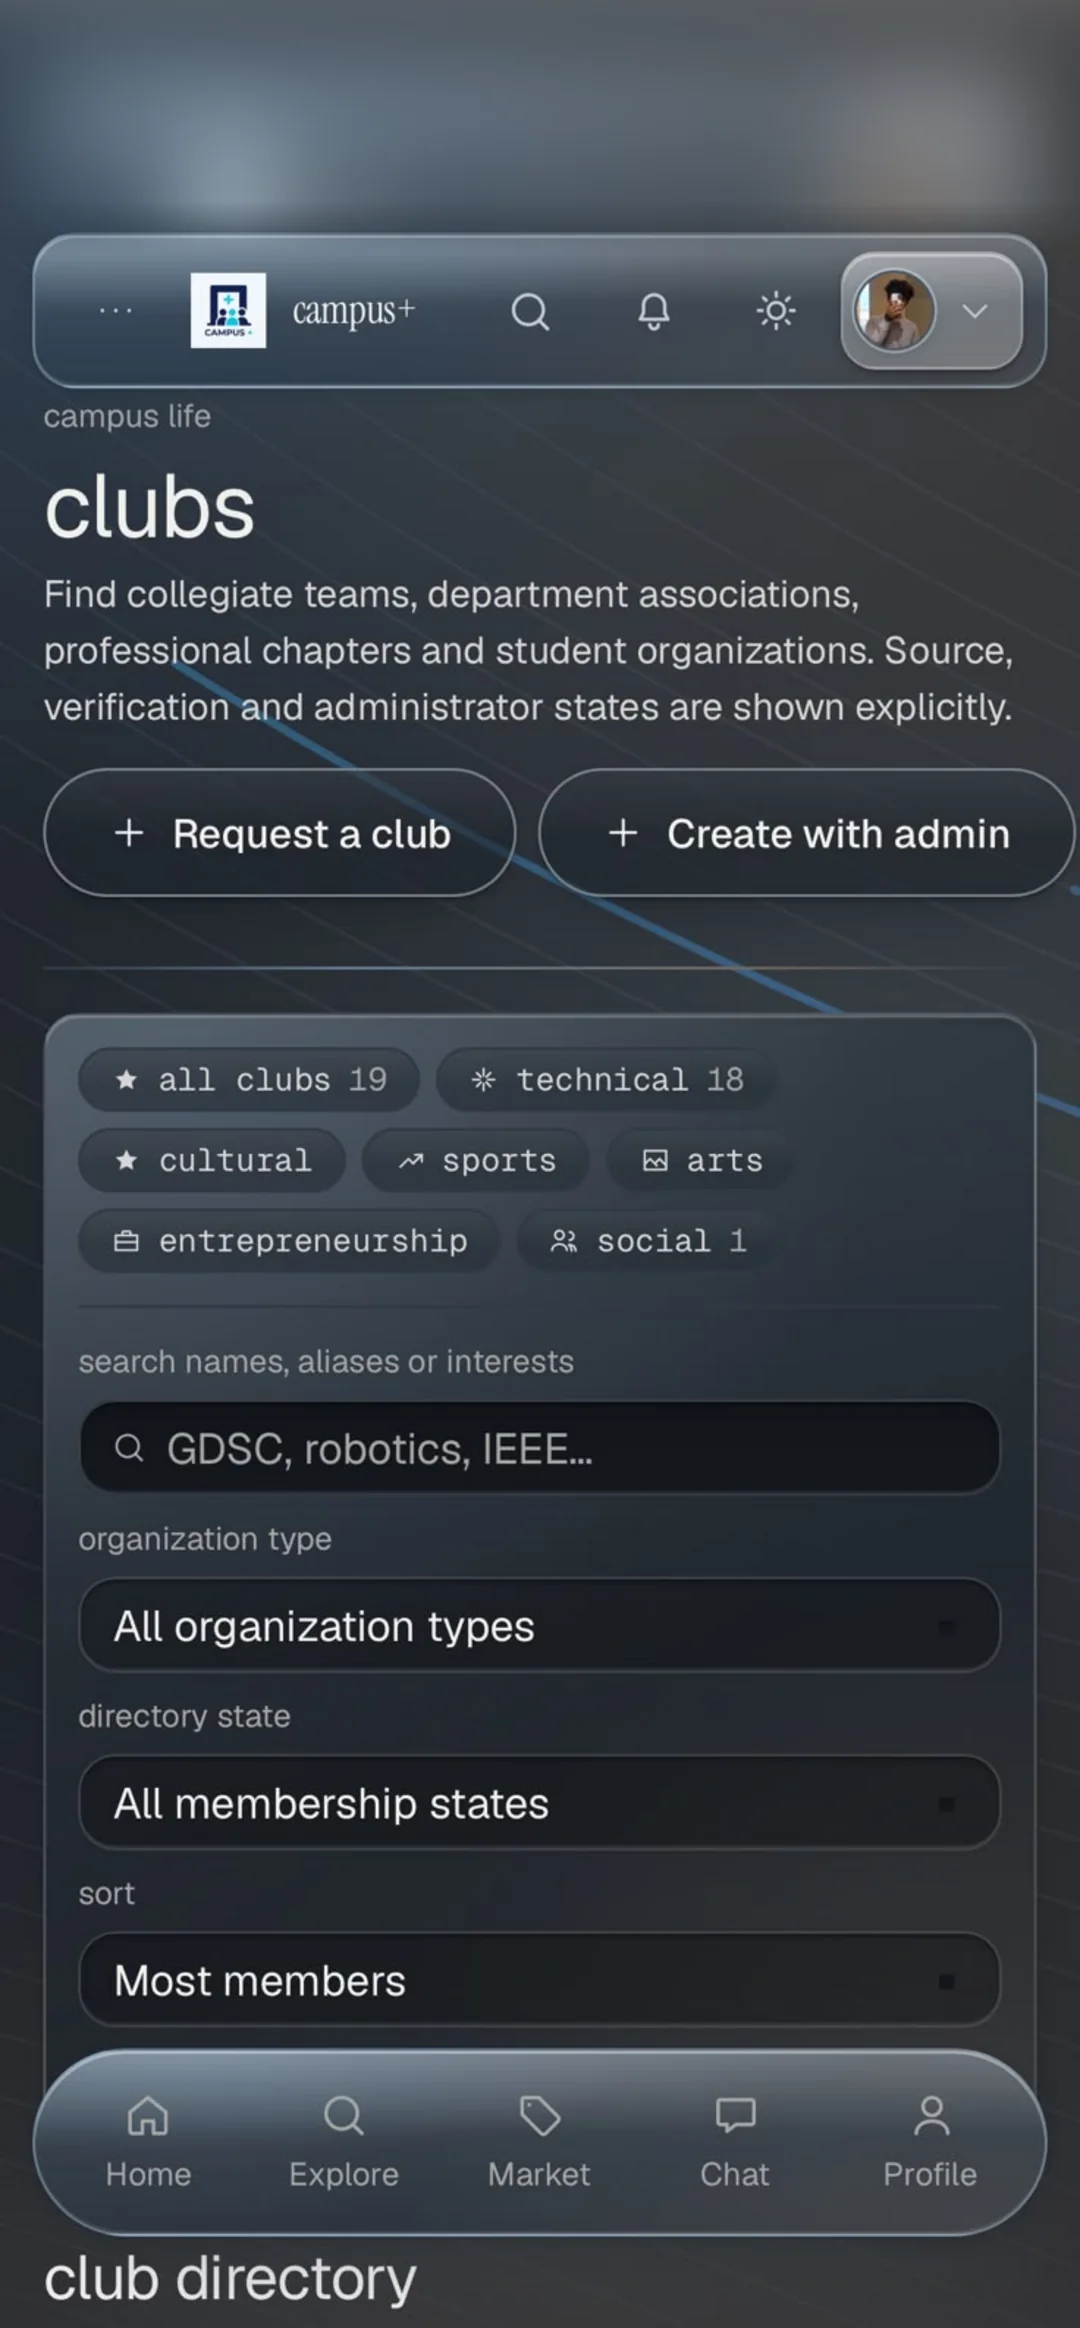 ...
CAMPUS +
campus+
campus life
clubs
Find collegiate teams, department associations,
professional chapters and student organizations. Source,
verification and administrator states are shown explicitly.
+ Request a club
+ Create with admin
all clubs 19
technical 18
cultural
sports
arts
entrepreneurship
social 1
search names, aliases or interests
GDSC, robotics, IEEE...
organization type
All organization types
directory state
All membership states
sort
Most members
Home
Explore
Market
Chat
Profile
club directory